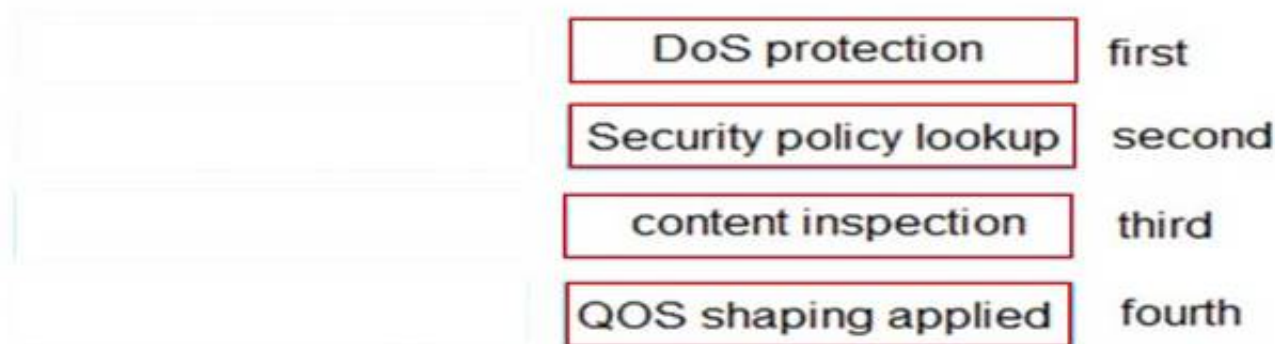 DoS protection first
Security policy lookup second
content inspection third
QOS shaping applied fourth